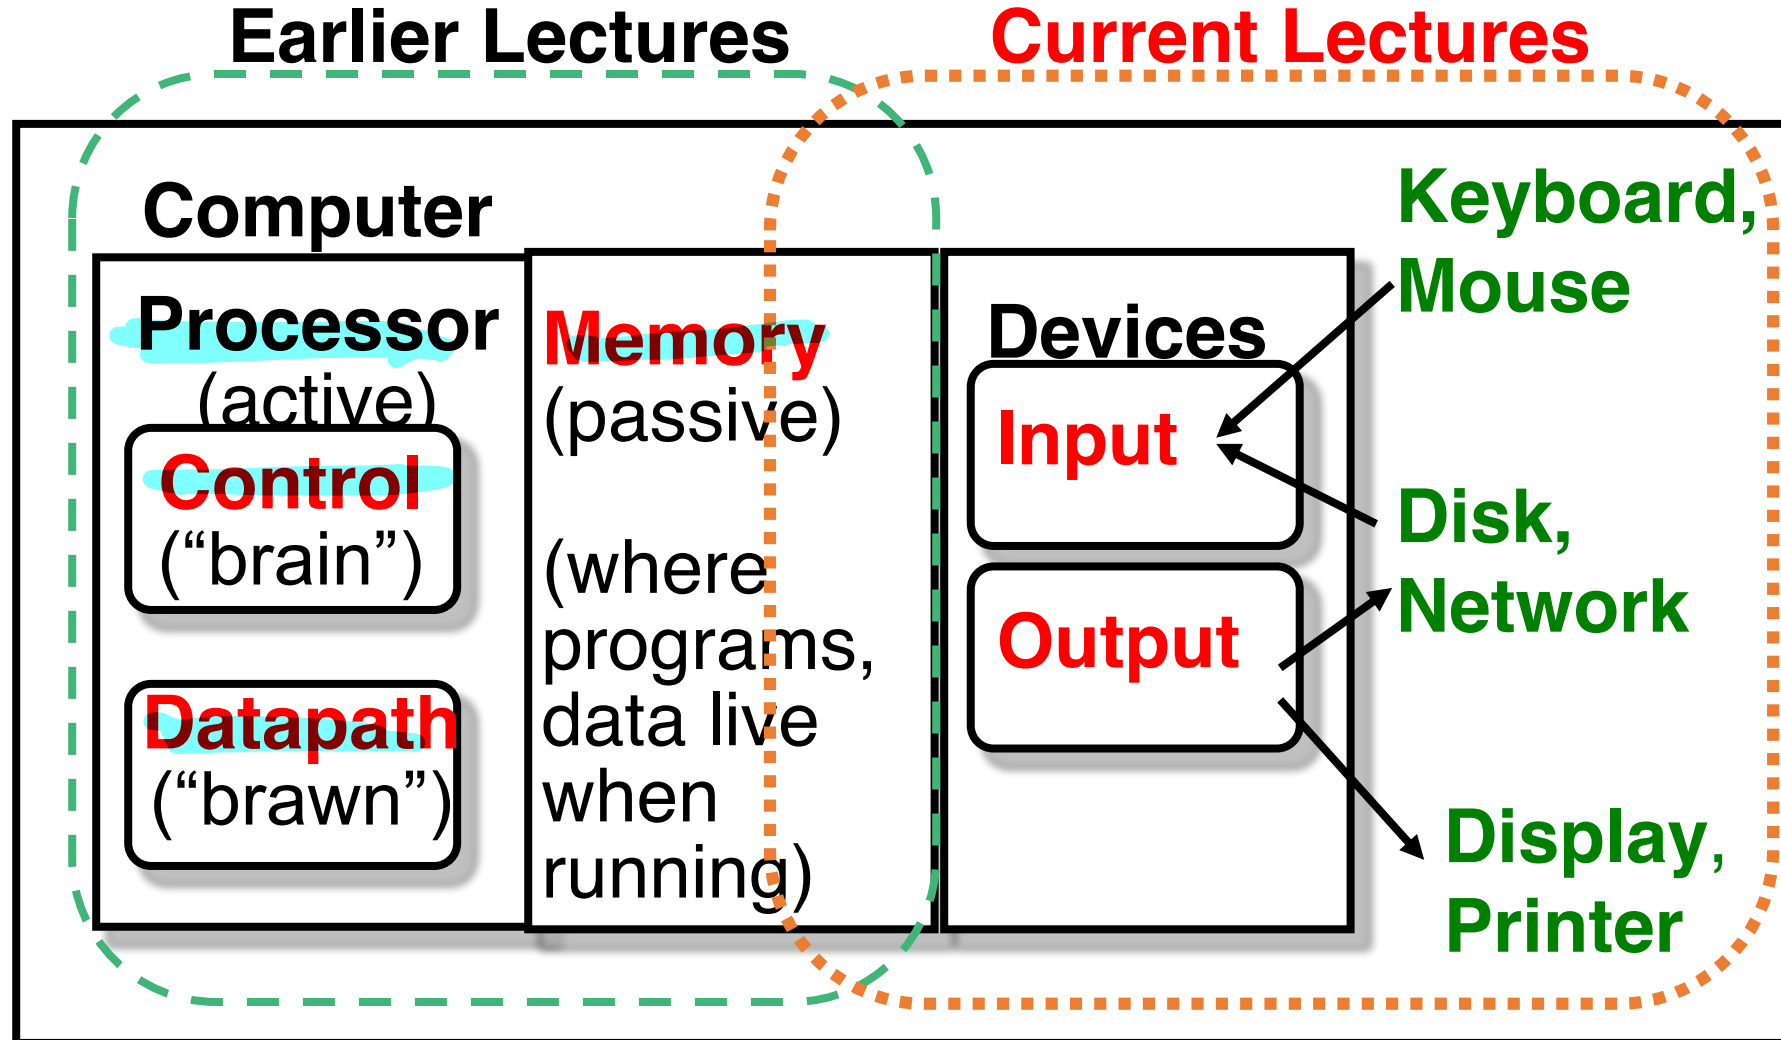 Earlier Lectures
Current Lectures
Computer
Processor
(active)
Control
(“brain”)
Datapath
(“brawn”)
Memory
(passive)
(where
programs,
data live
when
running)
Devices
Input
Output
Keyboard,
Mouse
Disk,
Network
Display,
Printer